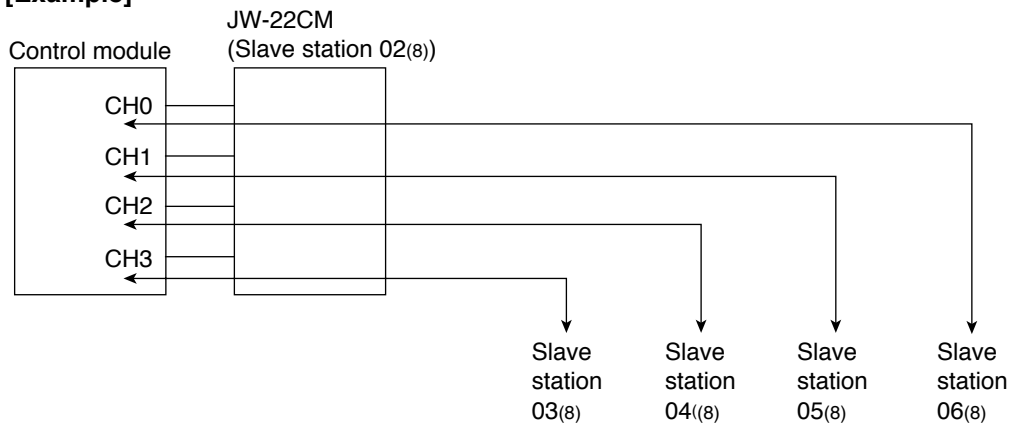 [Example]
JW-22CM
Control module
(Slave station 02(8))
CH0
CH1
CH2
CH3
Slave
station
03(8)
Slave
station
04((8)
Slave
station
05(8)
Slave
station
06(8)